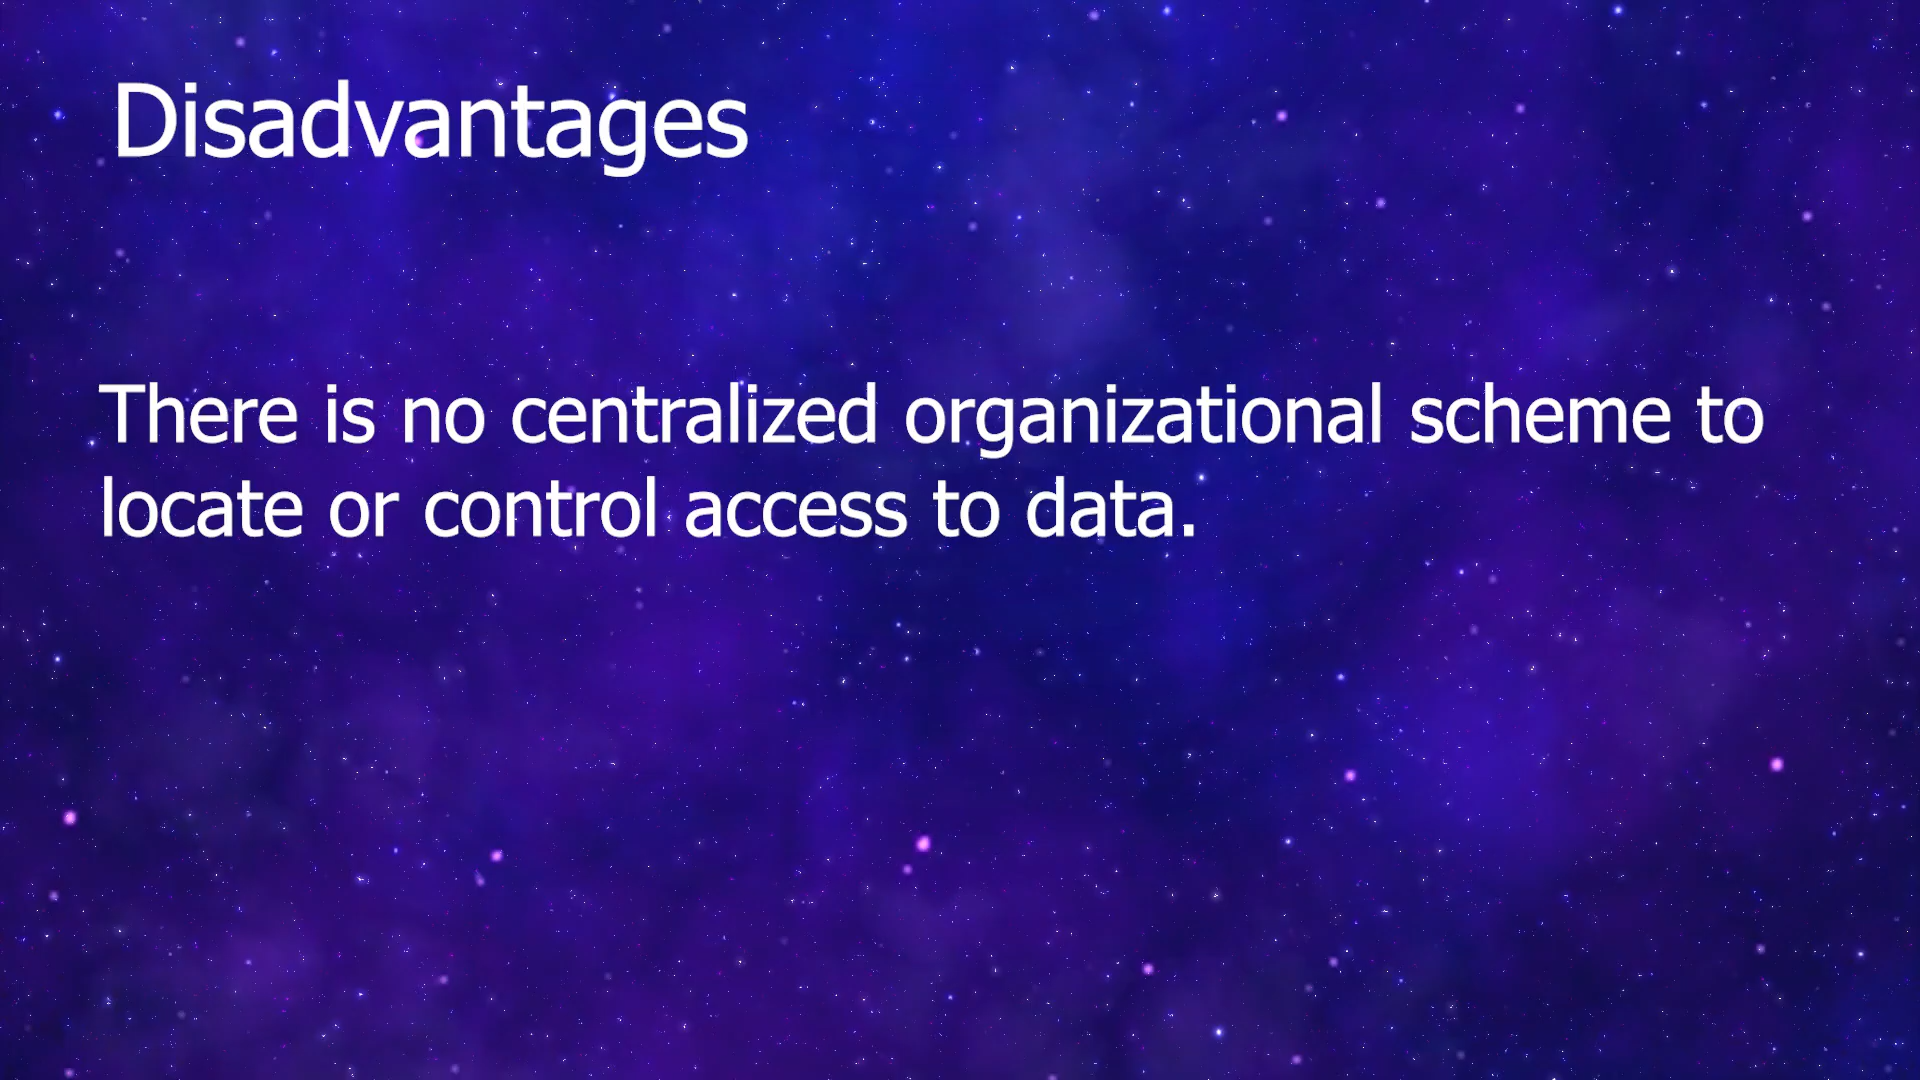 Disadvantages
There is no centralized organizational scheme to
locate or control access to data.